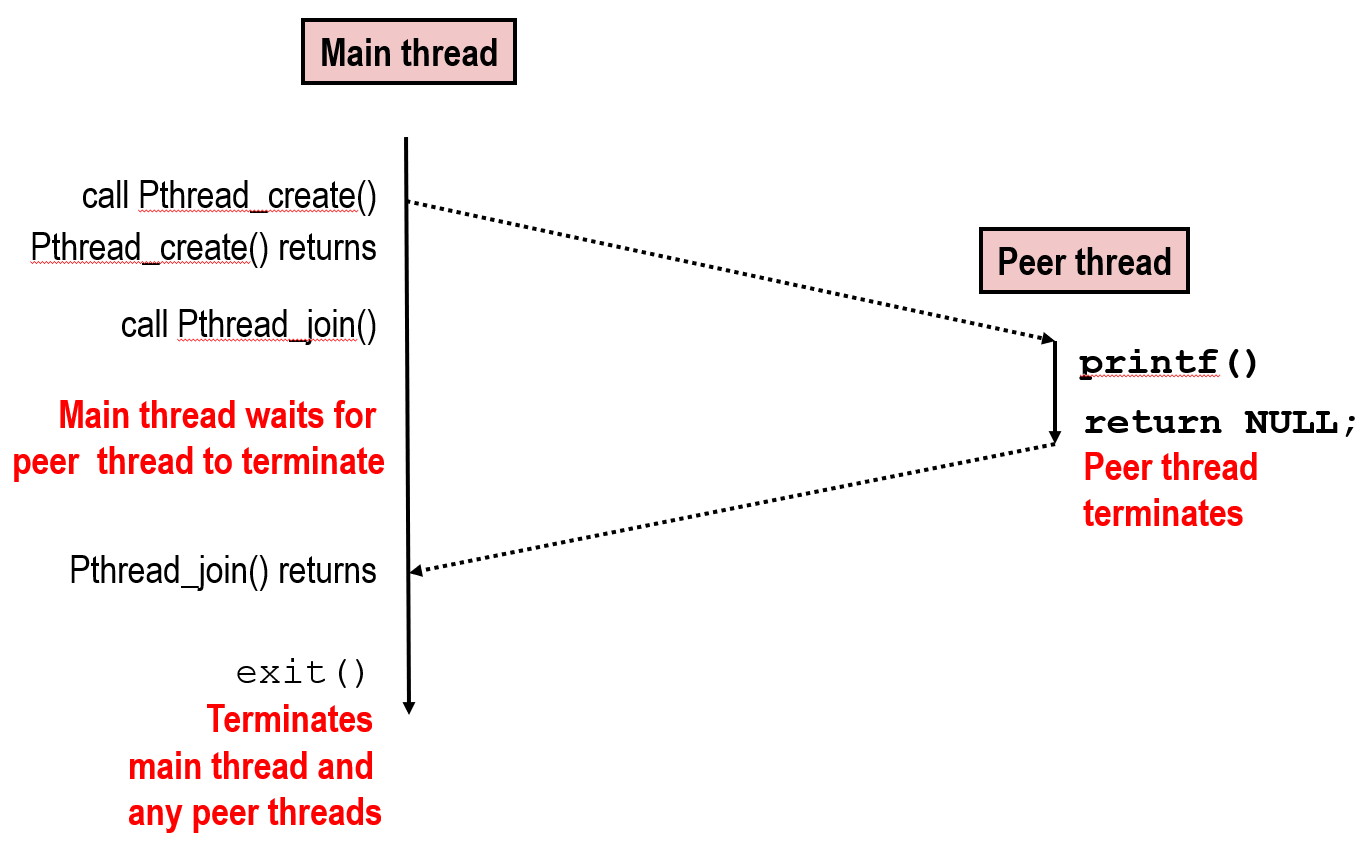 Main thread
call Pthread_create()
Pthread_create() returns
call Pthread_join()
Main thread waits for
peer  thread to terminate
Pthread_join() returns
exit()
Terminates
main thread and
any peer threads
Peer thread
printf()
return NULL;
Peer thread
terminates